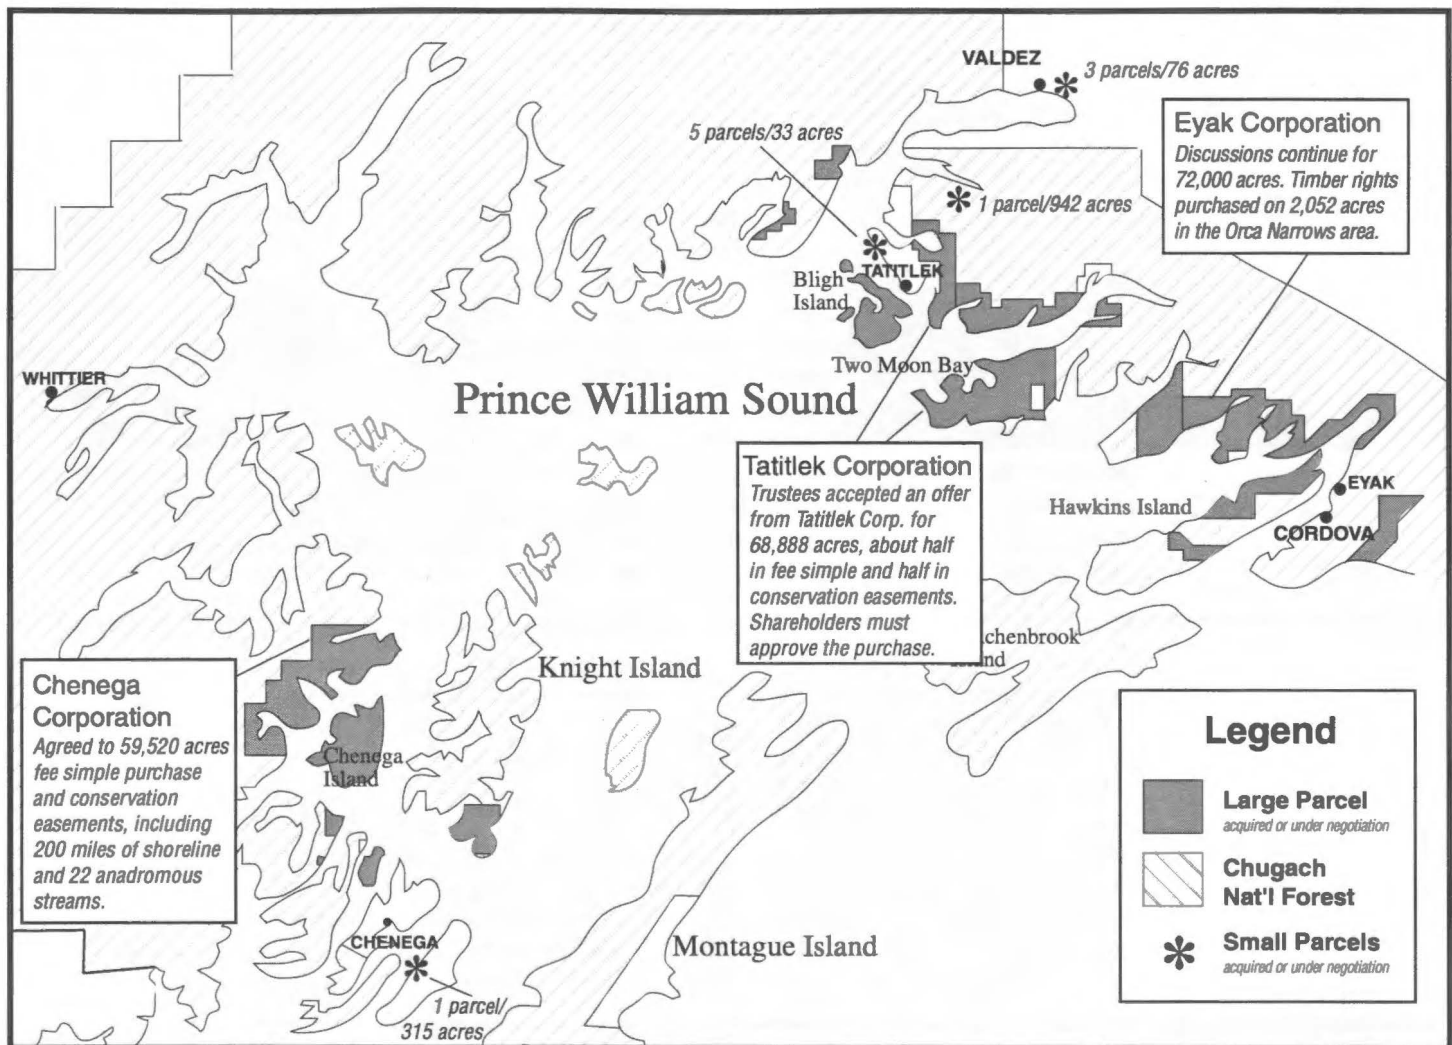 VALDEZ
3 parcels/76 acres
5 parcels/33 acres
Eyak Corporation
Discussions continue for
72,000 acres. Timber rights
purchased on 2,052 acres
in the Orca Narrows area.
1 parcel/942 acres
TATITLEK
Bligh
Island
WHITTIER
Two Moon Bay
Prince William Sound
Tatitlek Corporation
Trustees accepted an offer
from Tatitlek Corp. for
68,888 acres, about half
in fee simple and half in
conservation easements.
Shareholders must
approve the purchase.
EYAK
Hawkins Island
CORDOVA
chenbrook
Knight Island
Chenega
Corporation
Agreed to 59,520 acres
fee simple purchase
and conservation
easements, including
200 miles of shoreline
and 22 anadromous
streams.
Chenega
Island
Legend
Large Parcel
acquired or under negotiation
Chugach
Nat'l Forest
Small Parcels
acquired or under negotiation
CHENEGA
Montague Island
1 parcel/
315 acres